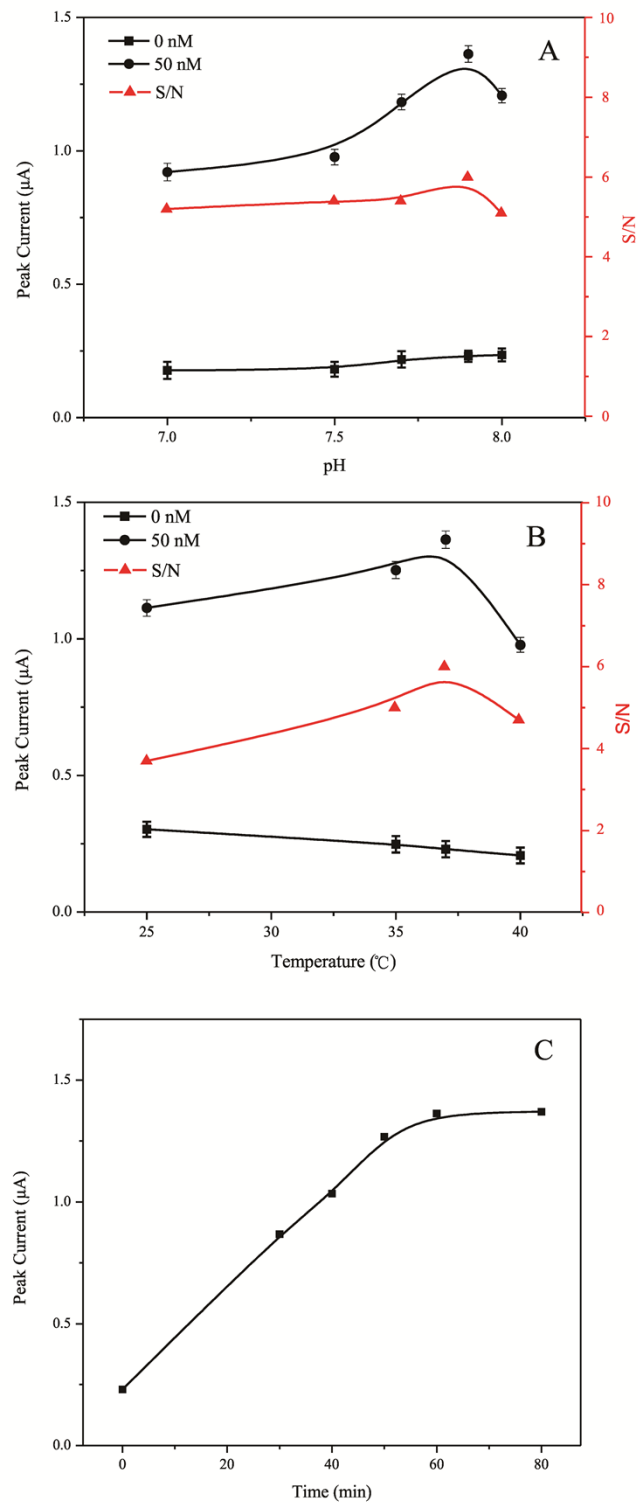 A
0 nM
50 nM
S/N
1.5
1.0
0.5
0.0
Peak Current (μA)
10
8
6
4
2
0
S/N
7.0 7.5 8.0
pH
B
0 nM
50 nM
S/N
1.5
1.0
0.5
0.0
Peak Current (μA)
10
8
6
4
2
0
S/N
25 30 35 40
Temperature (℃)
C
1.5
1.0
0.5
0.0
Peak Current (μA)
0 20 40 60 80
Time (min)